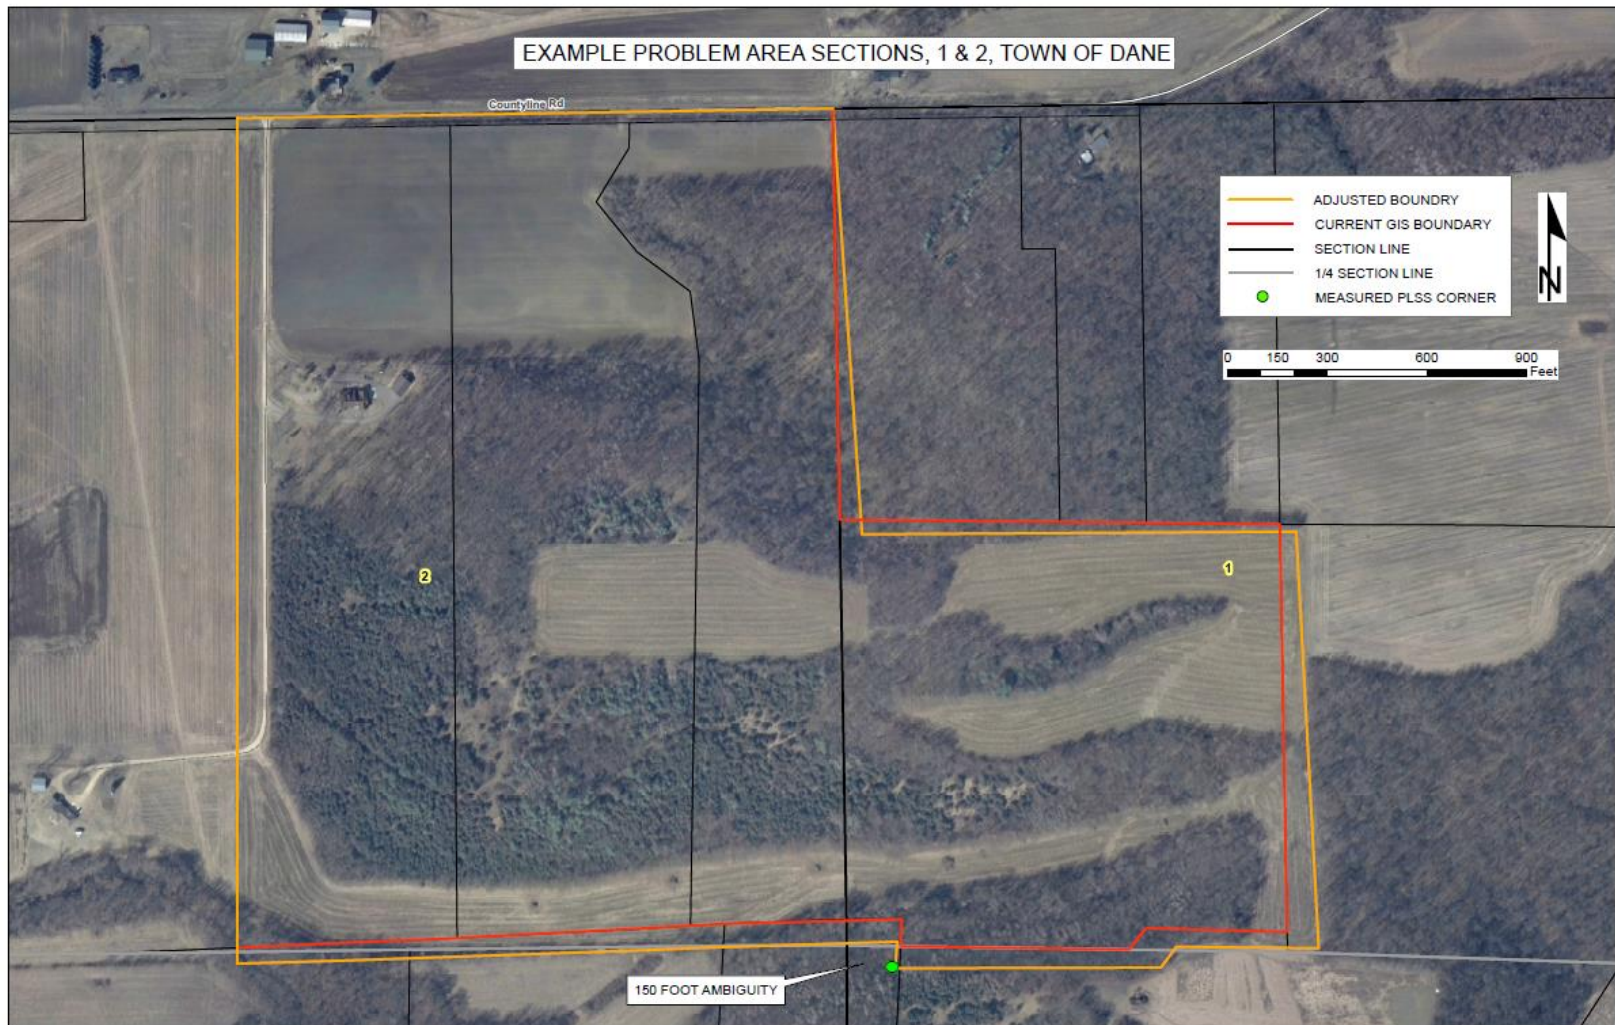 EXAMPLE PROBLEM AREA SECTIONS, 1 & 2, TOWN OF DANE
Countyline Rd
ADJUSTED BOUNDRY
CURRENT GIS BOUNDARY
SECTION LINE
1/4 SECTION LINE
MEASURED PLSS CORNER
N
0 150 300 600 900
Feet
2
1
150 FOOT AMBIGUITY